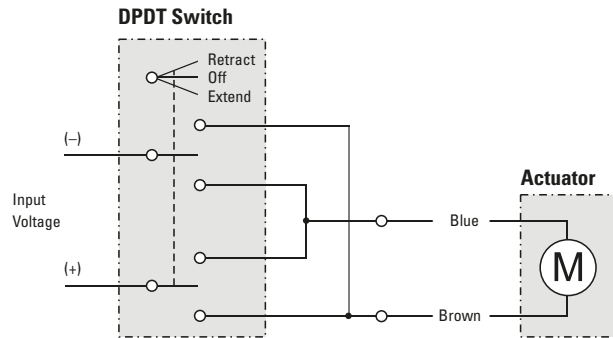 DPDT Switch
Retract
Off
Extend
(–)
Input
Voltage
(+)
Actuator
Blue
M
Brown